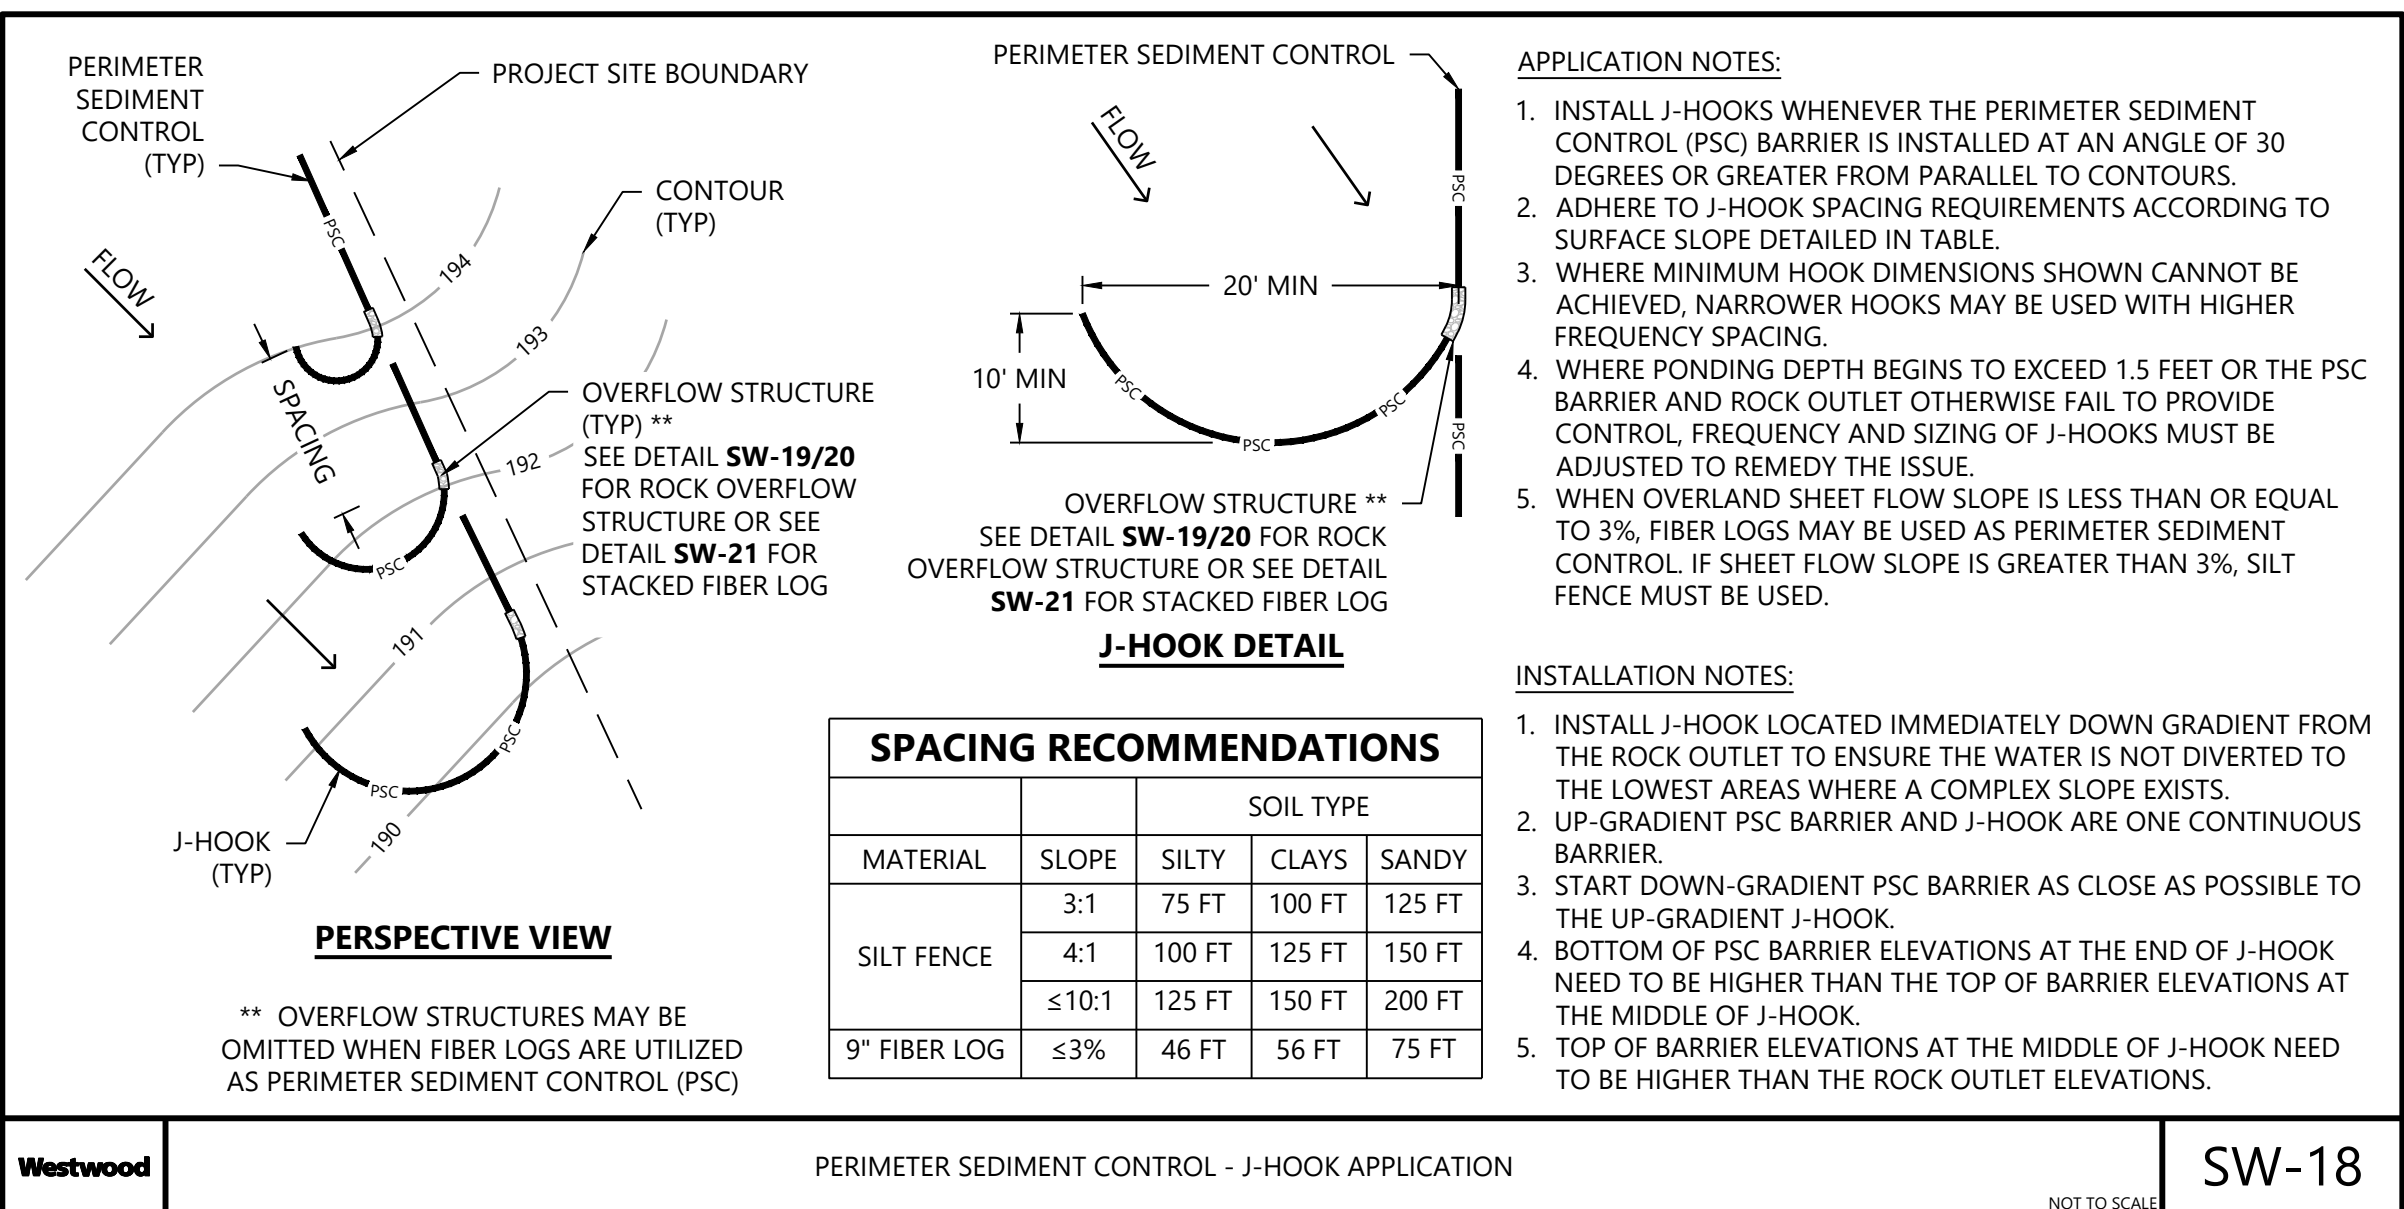 PERIMETER
SEDIMENT
CONTROL
(TYP)
PROJECT SITE BOUNDARY
CONTOUR
(TYP)
FLOW
PSC
194
193
SPACING
OVERFLOW STRUCTURE
(TYP) **
SEE DETAIL SW-19/20
FOR ROCK OVERFLOW
STRUCTURE OR SEE
DETAIL SW-21 FOR
STACKED FIBER LOG
192
PSC
191
PSC
PSC
190
J-HOOK
(TYP)
PERSPECTIVE VIEW
** OVERFLOW STRUCTURES MAY BE
OMITTED WHEN FIBER LOGS ARE UTILIZED
AS PERIMETER SEDIMENT CONTROL (PSC)
PERIMETER SEDIMENT CONTROL
FLOW
PSC
20' MIN
10' MIN
PSC
PSC
PSC
PSC
OVERFLOW STRUCTURE **
SEE DETAIL SW-19/20 FOR ROCK
OVERFLOW STRUCTURE OR SEE DETAIL
SW-21 FOR STACKED FIBER LOG
J-HOOK DETAIL
SPACING RECOMMENDATIONS
SOIL TYPE
MATERIAL SLOPE SILTY CLAYS SANDY
SILT FENCE
3:1 75 FT 100 FT 125 FT
4:1 100 FT 125 FT 150 FT
≤10:1 125 FT 150 FT 200 FT
9" FIBER LOG ≤3% 46 FT 56 FT 75 FT
APPLICATION NOTES:
1. INSTALL J-HOOKS WHENEVER THE PERIMETER SEDIMENT
CONTROL (PSC) BARRIER IS INSTALLED AT AN ANGLE OF 30
DEGREES OR GREATER FROM PARALLEL TO CONTOURS.
2. ADHERE TO J-HOOK SPACING REQUIREMENTS ACCORDING TO
SURFACE SLOPE DETAILED IN TABLE.
3. WHERE MINIMUM HOOK DIMENSIONS SHOWN CANNOT BE
ACHIEVED, NARROWER HOOKS MAY BE USED WITH HIGHER
FREQUENCY SPACING.
4. WHERE PONDING DEPTH BEGINS TO EXCEED 1.5 FEET OR THE PSC
BARRIER AND ROCK OUTLET OTHERWISE FAIL TO PROVIDE
CONTROL, FREQUENCY AND SIZING OF J-HOOKS MUST BE
ADJUSTED TO REMEDY THE ISSUE.
5. WHEN OVERLAND SHEET FLOW SLOPE IS LESS THAN OR EQUAL
TO 3%, FIBER LOGS MAY BE USED AS PERIMETER SEDIMENT
CONTROL. IF SHEET FLOW SLOPE IS GREATER THAN 3%, SILT
FENCE MUST BE USED.
INSTALLATION NOTES:
1. INSTALL J-HOOK LOCATED IMMEDIATELY DOWN GRADIENT FROM
THE ROCK OUTLET TO ENSURE THE WATER IS NOT DIVERTED TO
THE LOWEST AREAS WHERE A COMPLEX SLOPE EXISTS.
2. UP-GRADIENT PSC BARRIER AND J-HOOK ARE ONE CONTINUOUS
BARRIER.
3. START DOWN-GRADIENT PSC BARRIER AS CLOSE AS POSSIBLE TO
THE UP-GRADIENT J-HOOK.
4. BOTTOM OF PSC BARRIER ELEVATIONS AT THE END OF J-HOOK
NEED TO BE HIGHER THAN THE TOP OF BARRIER ELEVATIONS AT
THE MIDDLE OF J-HOOK.
5. TOP OF BARRIER ELEVATIONS AT THE MIDDLE OF J-HOOK NEED
TO BE HIGHER THAN THE ROCK OUTLET ELEVATIONS.
Westwood
PERIMETER SEDIMENT CONTROL - J-HOOK APPLICATION
NOT TO SCALE
SW-18